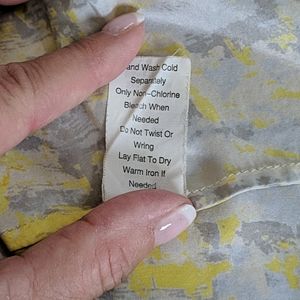 and Wash Cold
Separately
Only Non-Chlorine
Bleach When
Needed
Do Not Twist Or
Wring
Lay Flat To Dry
Warm Iron If
Needed